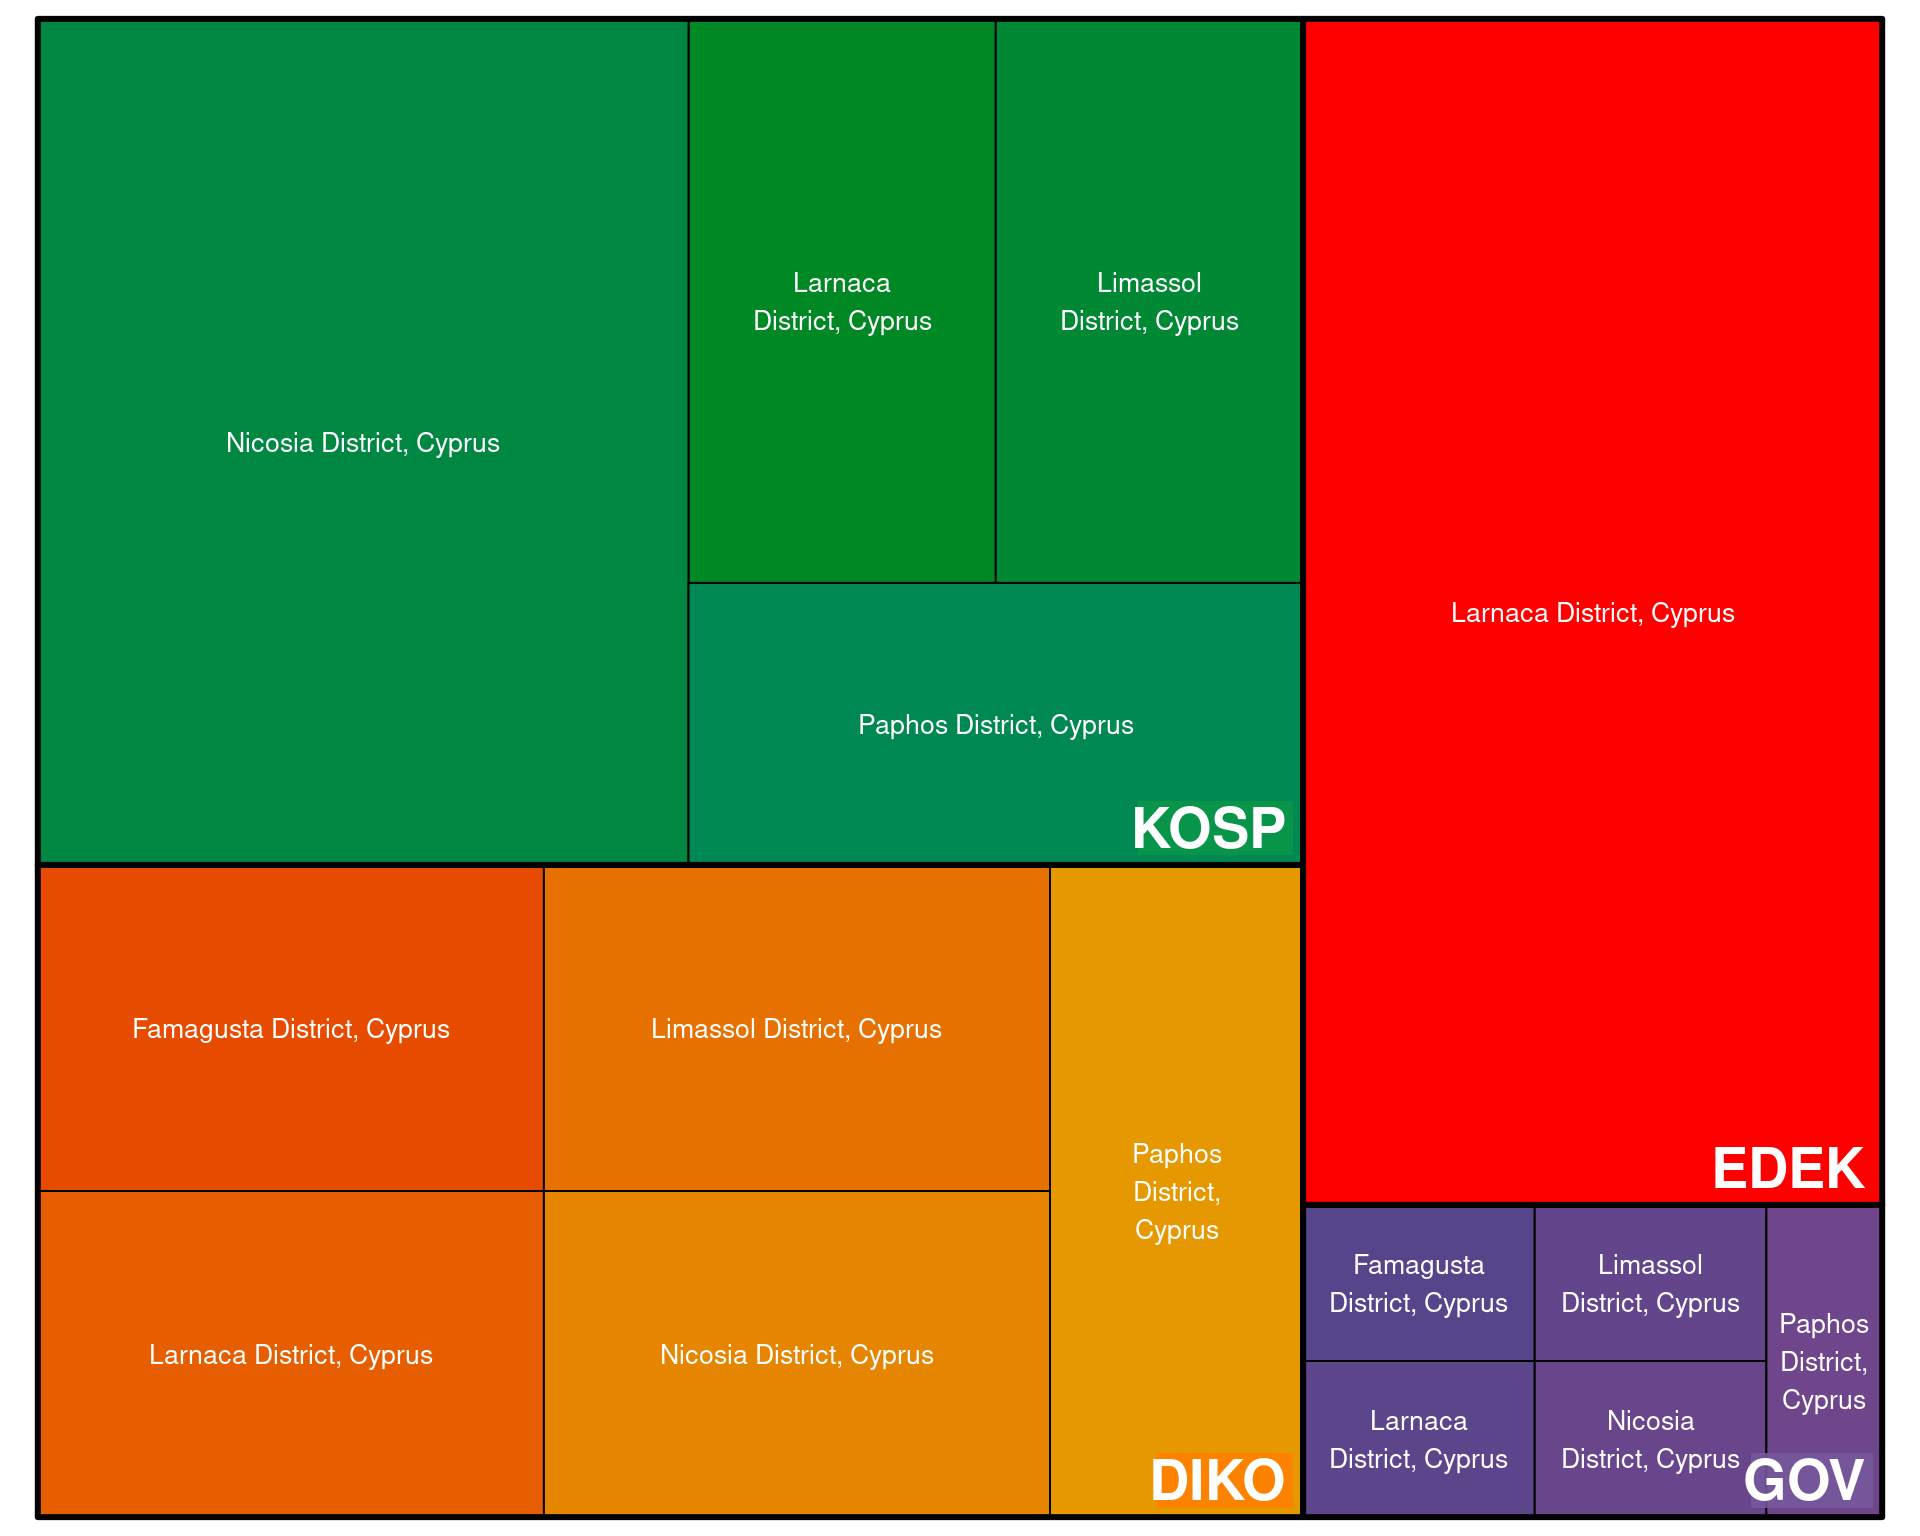 Nicosia District, Cyprus
Larnaca
District, Cyprus
Limassol
District, Cyprus
Paphos District, Cyprus
KOSP
Larnaca District, Cyprus
EDEK
Famagusta District, Cyprus
Limassol District, Cyprus
Larnaca District, Cyprus
Nicosia District, Cyprus
Paphos
District,
Cyprus
DIKO
Famagusta
District, Cyprus
Limassol
District, Cyprus
Larnaca
District, Cyprus
Nicosia
District, Cyprus
Paphos
District,
Cyprus
GOV